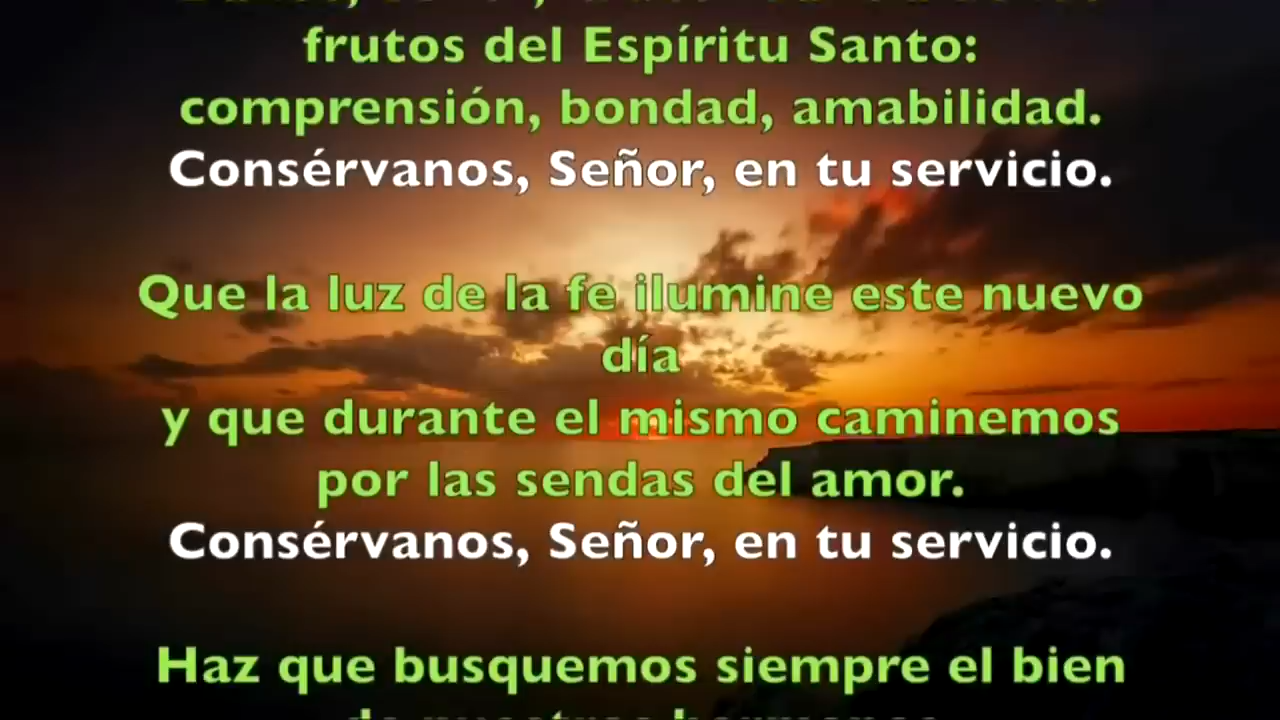 frutos del Espíritu Santo:
comprensión, bondad, amabilidad.
Consérvanos, Señor, en tu servicio.
Que la luz de la fe ilumine este nuevo
día
y que durante el mismo caminemos
por las sendas del amor.
Consérvanos, Señor, en tu servicio.
Haz que busquemos siempre el bien